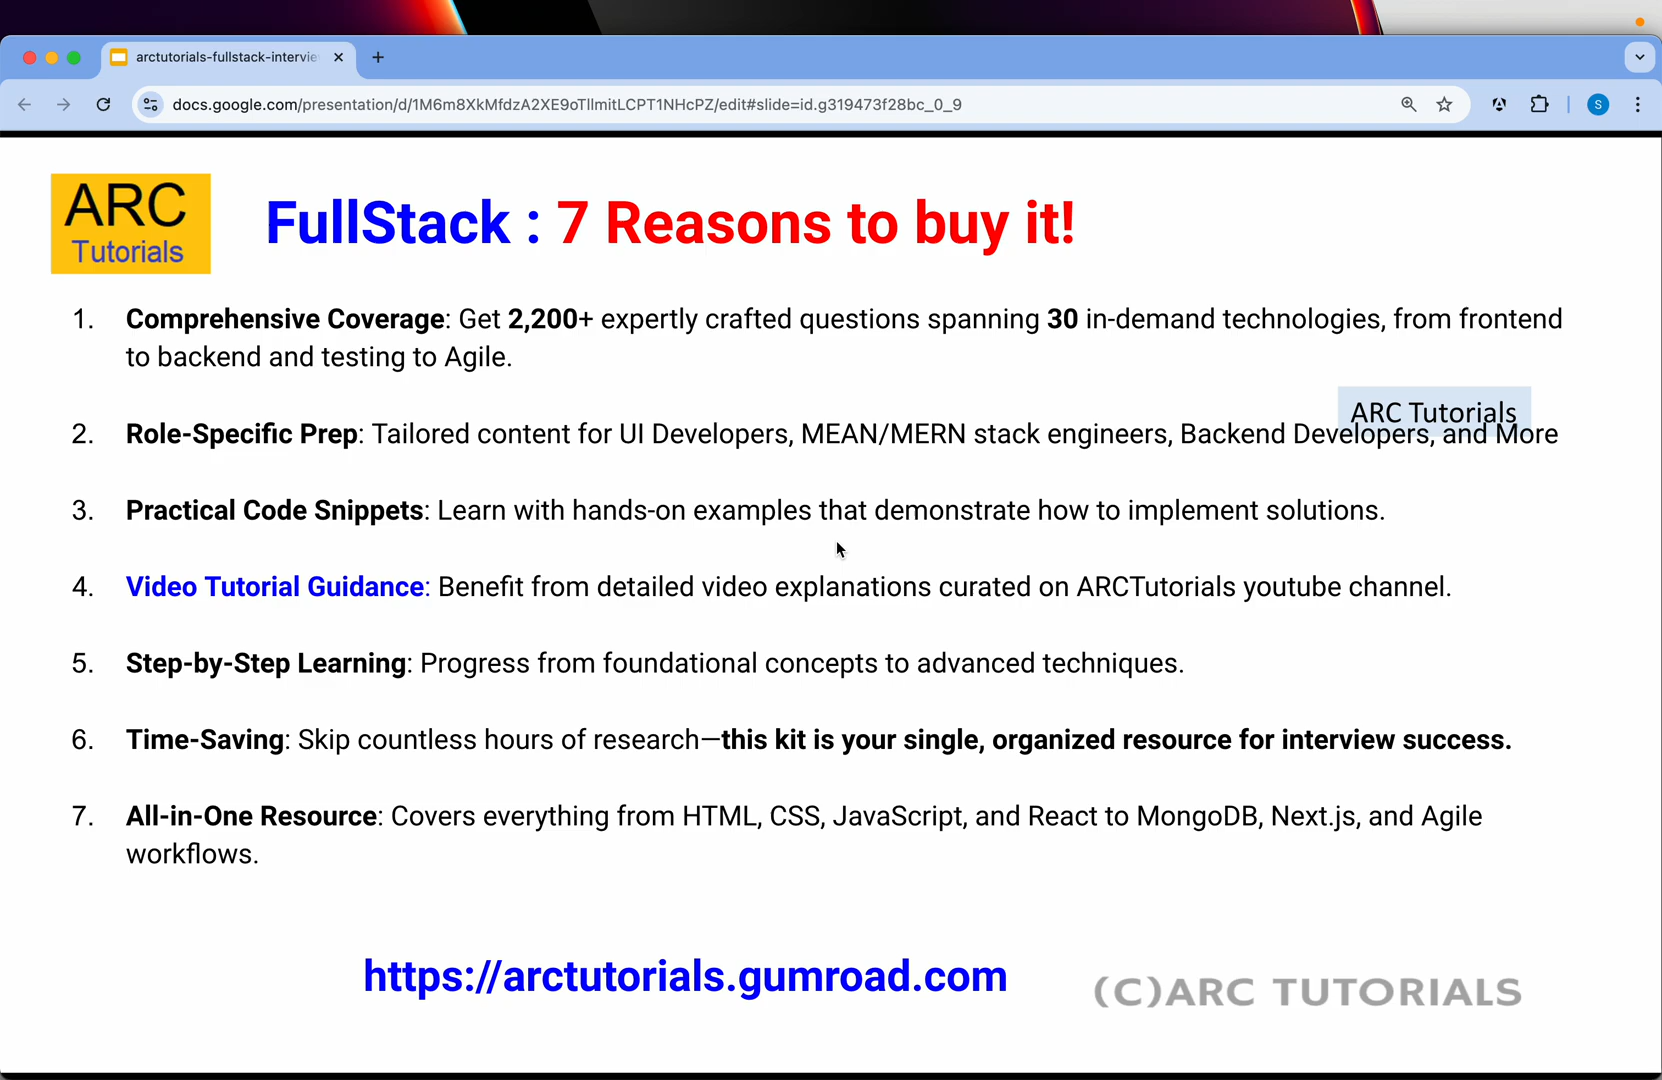 arctutorials-fullstack-intervie
docs.google.com/presentation/d/1M6m8XkMfdzA2XE9oTllmitLCPT1NHcPZ/edit#slide=id.g319473f28bc_0_9
S
ARC
Tutorials
FullStack : 7 Reasons to buy it!
1. Comprehensive Coverage: Get 2,200+ expertly crafted questions spanning 30 in-demand technologies, from frontend
to backend and testing to Agile.
ARC Tutorials
2. Role-Specific Prep: Tailored content for UI Developers, MEAN/MERN stack engineers, Backend Developers, and More
3. Practical Code Snippets: Learn with hands-on examples that demonstrate how to implement solutions.
4. Video Tutorial Guidance: Benefit from detailed video explanations curated on ARCTutorials youtube channel.
5. Step-by-Step Learning: Progress from foundational concepts to advanced techniques.
6. Time-Saving: Skip countless hours of research—this kit is your single, organized resource for interview success.
7. All-in-One Resource: Covers everything from HTML, CSS, JavaScript, and React to MongoDB, Next.js, and Agile
workflows.
https://arctutorials.gumroad.com
(C)ARC TUTORIALS